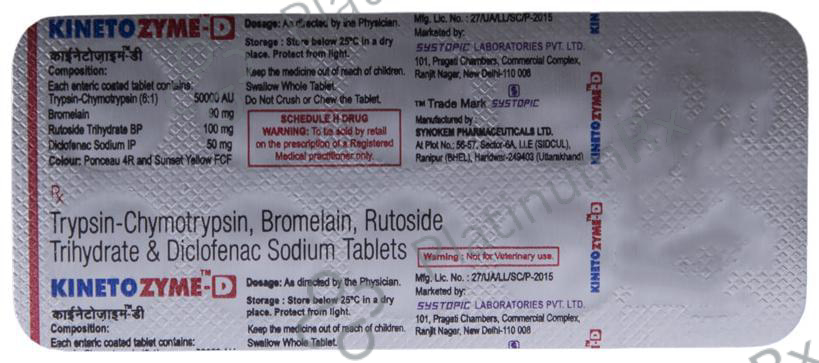 KINETOZYME™-D
काईनेटोज़ाइम™-डी
Composition:
Each enteric coated tablet contains:
Trypsin-Chymotrypsin (6:1) 50000 AU
Bromelain 90 mg
Rutoside Trihydrate BP 100 mg
Diclofenac Sodium IP 50 mg
Colour: Ponceau 4R and Sunset Yellow FCF
Dosage: As directed by the Physician.
Storage : Store below 25°C in a dry
place. Protect from light.
Keep the medicine out of reach of children.
Swallow Whole Tablet.
Do Not Crush or Chew the Tablet.
SCHEDULE H DRUG
WARNING: To be sold by retail
on the prescription of a Registered
Medical practitioner only.
Mfg. Lic. No. : 27/UA/LL/SC/P-2015
Marketed by:
SYSTOPIC LABORATORIES PVT. LTD.
101, Pragati Chambers, Commercial Complex,
Ranjit Nagar, New Delhi-110 008
™ Trade Mark SYSTOPIC
Manufactured by :
SYNOKEM PHARMACEUTICALS LTD.
At Plot No.: 56-57, Sector-6A, I.I.E (SIDCUL),
Ranipur (BHEL), Haridwar-249403 (Uttarakhand)
KINETOZYME-D
Rx
Trypsin-Chymotrypsin, Bromelain, Rutoside
Trihydrate & Diclofenac Sodium Tablets
Warning : Not for Veterinary use.
KINETOZYME-D
KINETOZYME™-D
काईनेटोज़ाइम™-डी
Composition:
Each enteric coated tablet contains:
Dosage: As directed by the Physician.
Storage : Store below 25°C in a dry
place. Protect from light.
Keep the medicine out of reach of children.
Swallow Whole Tablet.
Mfg. Lic. No. : 27/UA/LL/SC/P-2015
Marketed by:
SYSTOPIC LABORATORIES PVT. LTD.
101, Pragati Chambers, Commercial Complex,
Ranjit Nagar, New Delhi-110 008
PlatinumRx